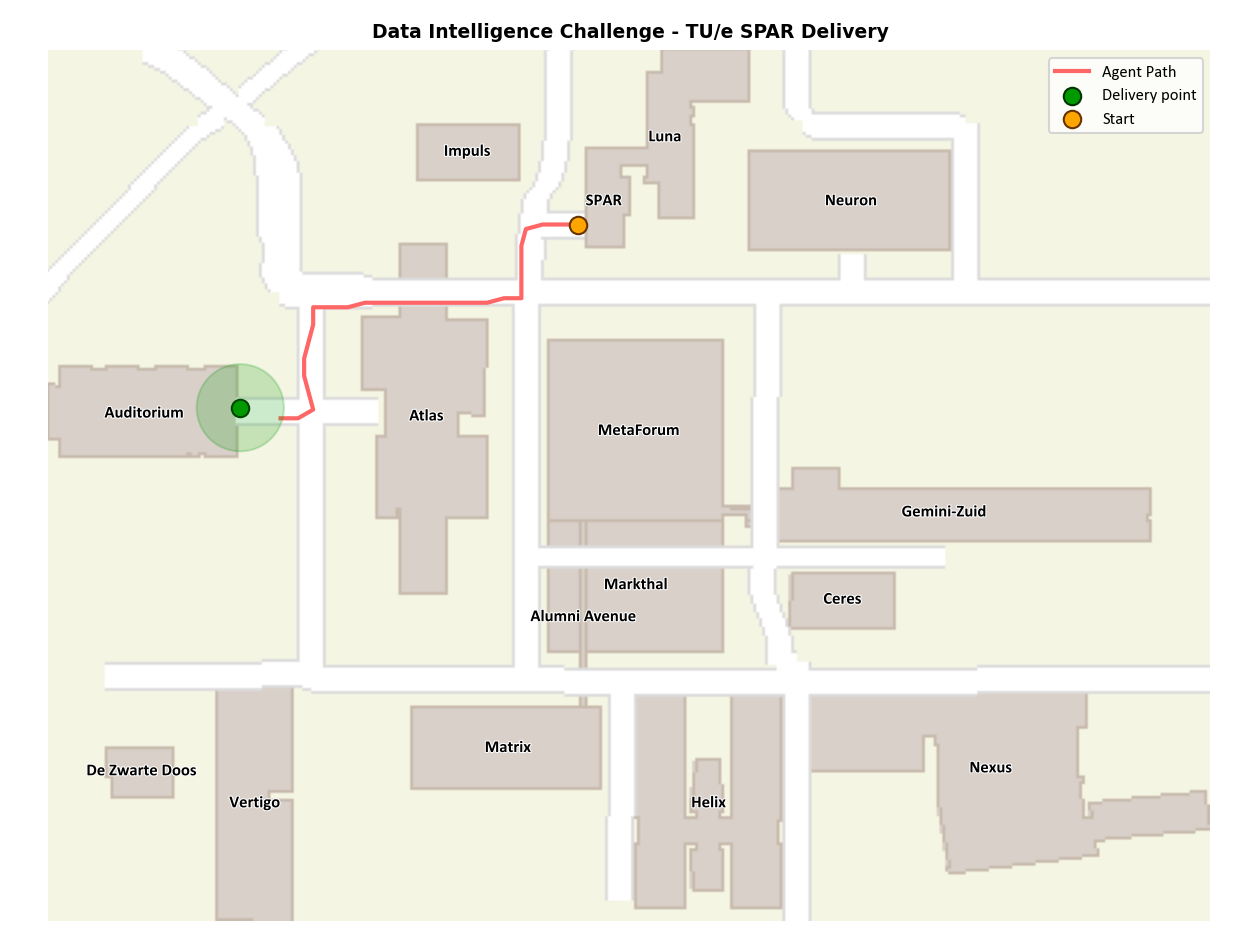 Data Intelligence Challenge - TU/e SPAR Delivery
Agent Path
Delivery point
Start
Luna
Impuls
SPAR
Neuron
Auditorium
Atlas
MetaForum
Gemini-Zuid
Markthal
Ceres
Alumni Avenue
Matrix
De Zwarte Doos
Nexus
Vertigo
Helix